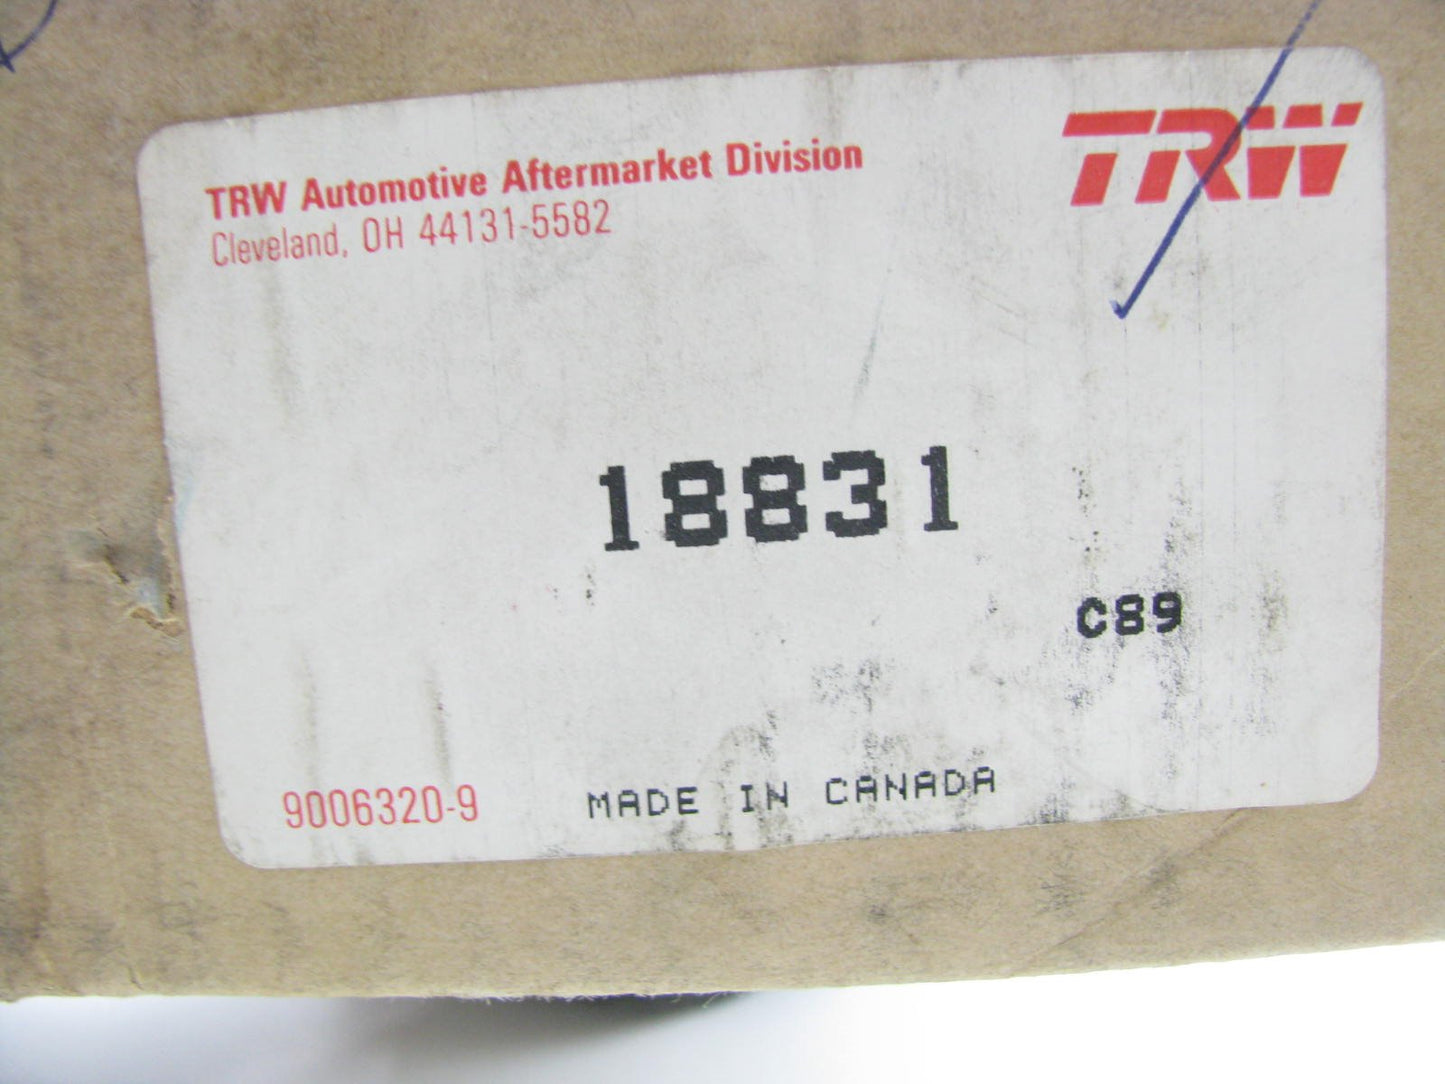 TRW Automotive Aftermarket Division
TRW
Cleveland, OH 44131-5582
18831
C89
9006320-9
MADE IN CANADA